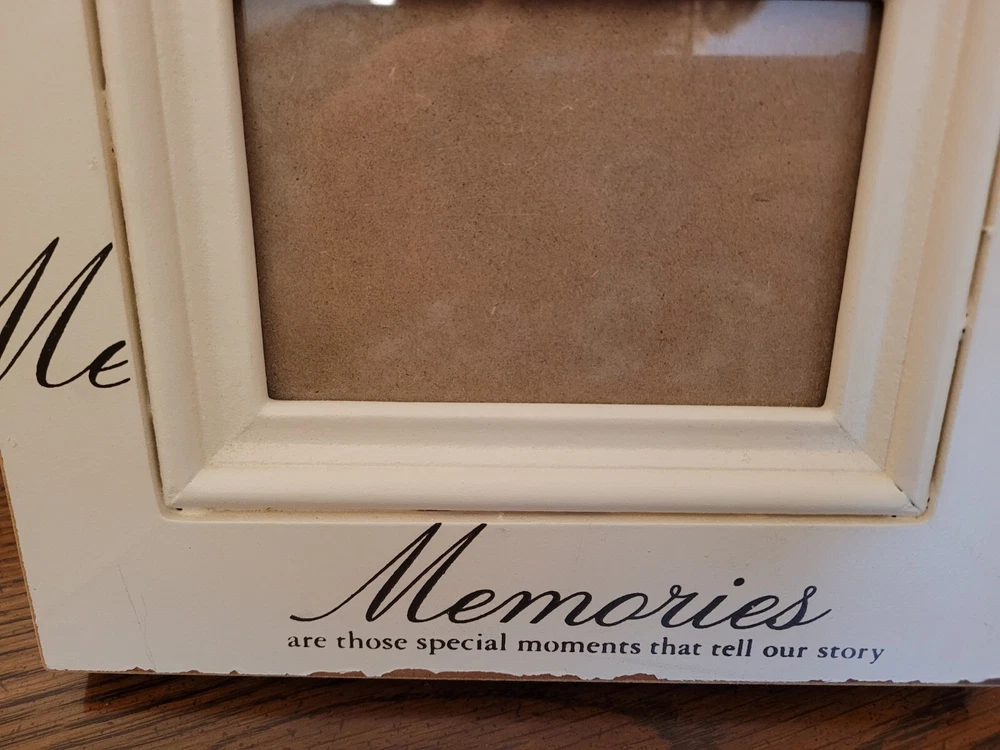 Me
Memories
are those special moments that tell our story